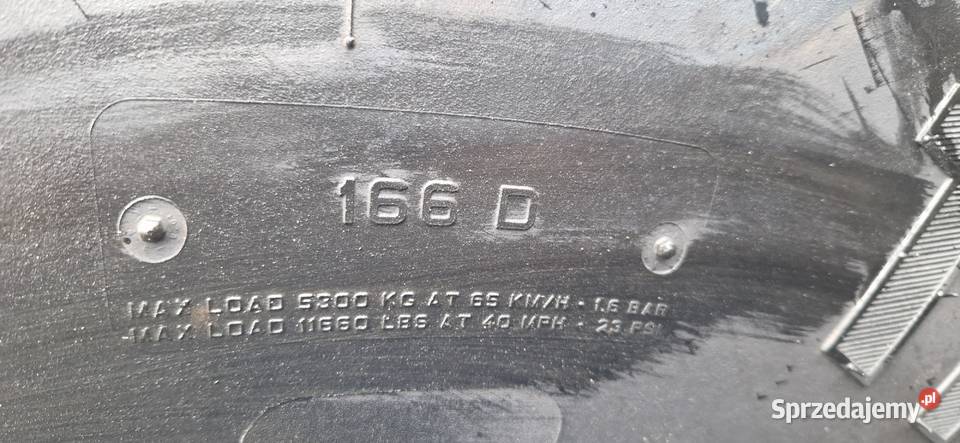 166 D
MAX LOAD 5300 KG AT 65 KM/H - 1,6 BAR
MAX LOAD 11660 LBS AT 40 MPH - 23 PSI
Sprzedajemy.pl